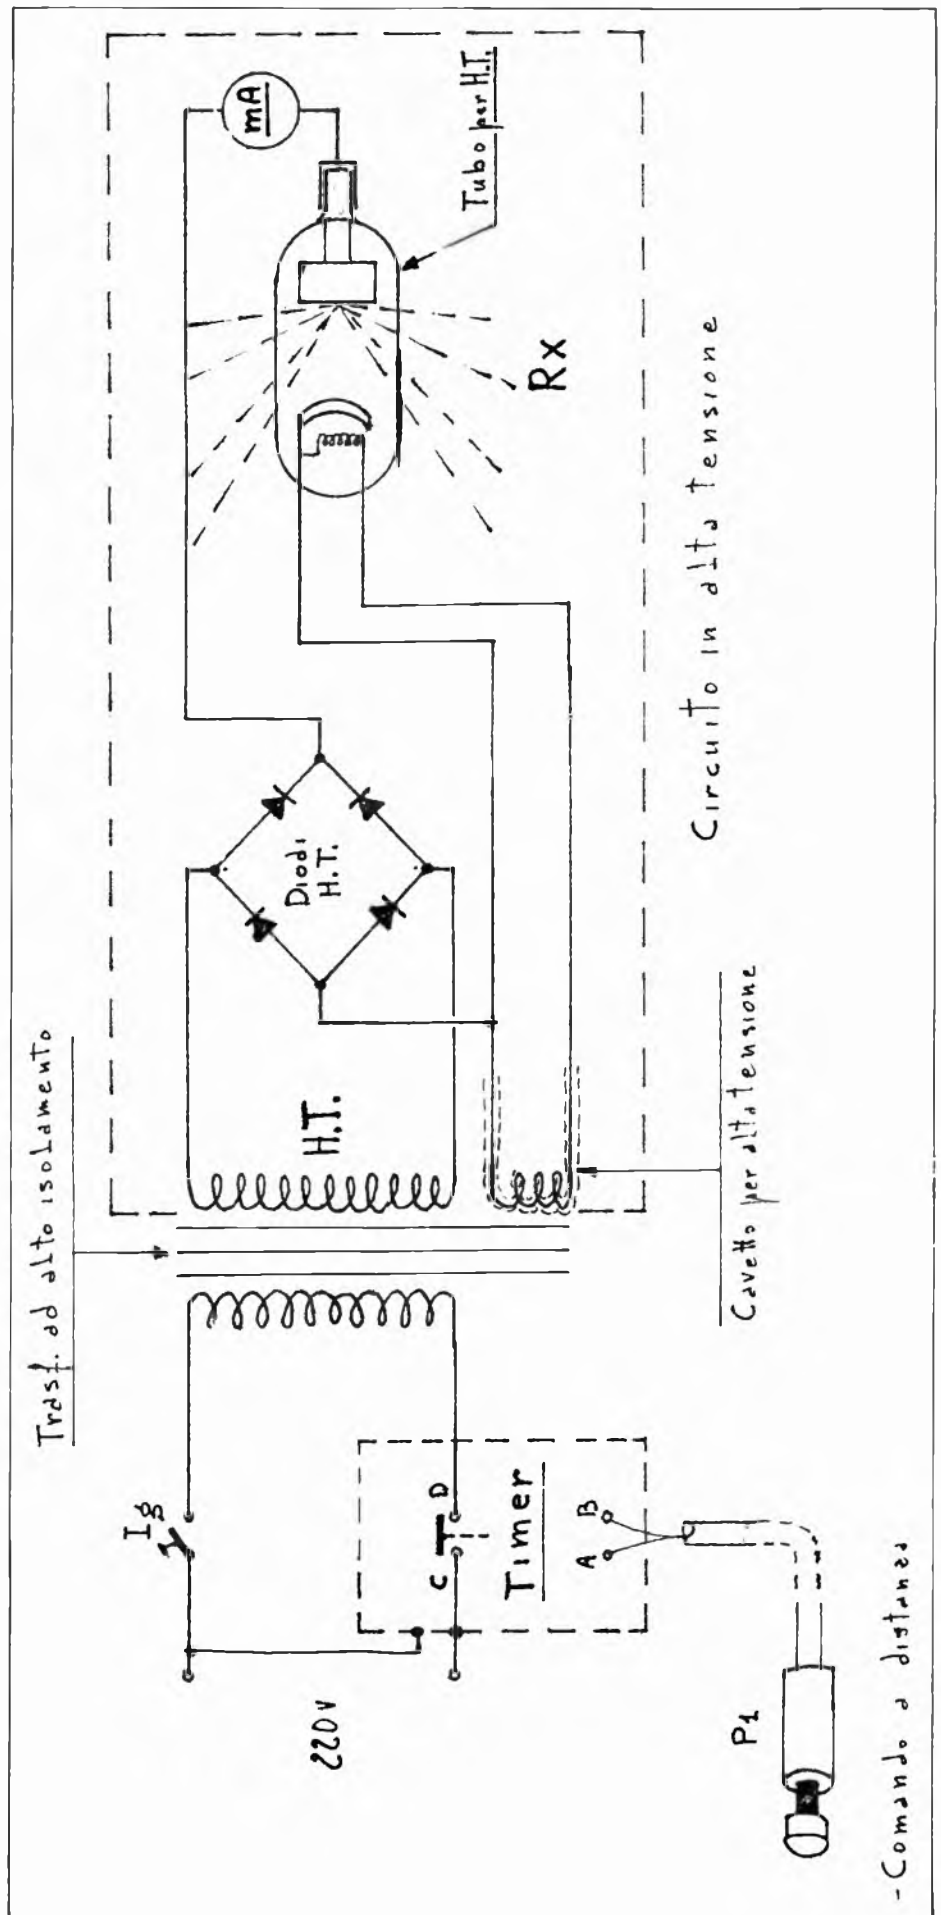 mA
Tubo per H.T.
Rx
Circuito in alta tensione
Diodi
H.T.
H.T.
Trasf. ad alto isolamento
Cavetto per alta tensione
Ig
220V
C D
Timer
A B
P1
- Comando a distanza